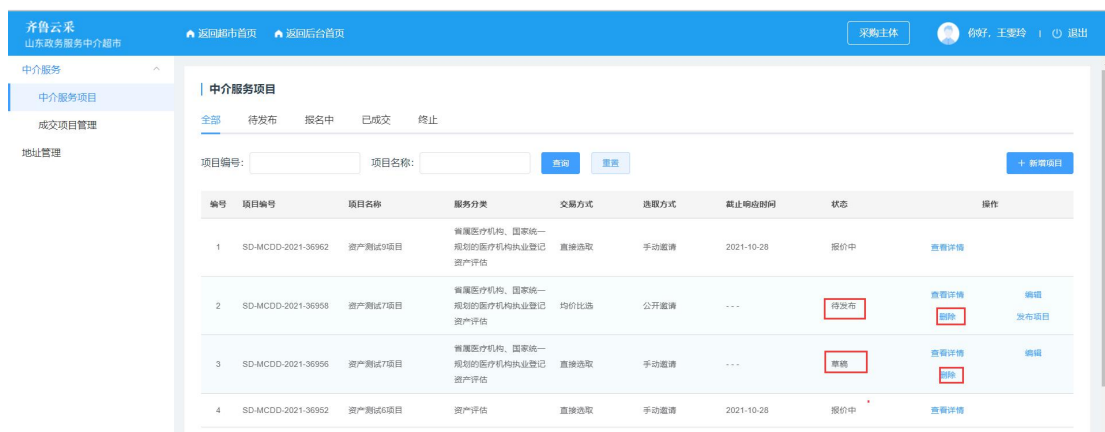 齐鲁云采
山东政务服务中介超市
返回超市首页 返回后台首页
采购主体 你好，王雯玲 | 退出
中介服务
中介服务项目
成交项目管理
地址管理
中介服务项目
全部 待发布 报名中 已成交 终止
项目编号: 项目名称: 查询 重置 + 新增项目
编号 项目编号 项目名称 服务分类 交易方式 选取方式 截止响应时间 状态 操作
1 SD-MCDD-2021-36962 资产测试9项目 省属医疗机构、国家统一规划的医疗机构执业登记资产评估 直接选取 手动邀请 2021-10-28 报价中 查看详情
2 SD-MCDD-2021-36958 资产测试7项目 省属医疗机构、国家统一规划的医疗机构执业登记资产评估 均价比选 公开邀请 --- 待发布 查看详情 编辑
删除 发布项目
3 SD-MCDD-2021-36956 资产测试7项目 省属医疗机构、国家统一规划的医疗机构执业登记资产评估 直接选取 手动邀请 --- 草稿 查看详情 编辑
删除
4 SD-MCDD-2021-36952 资产测试6项目 资产评估 直接选取 手动邀请 2021-10-28 报价中 查看详情